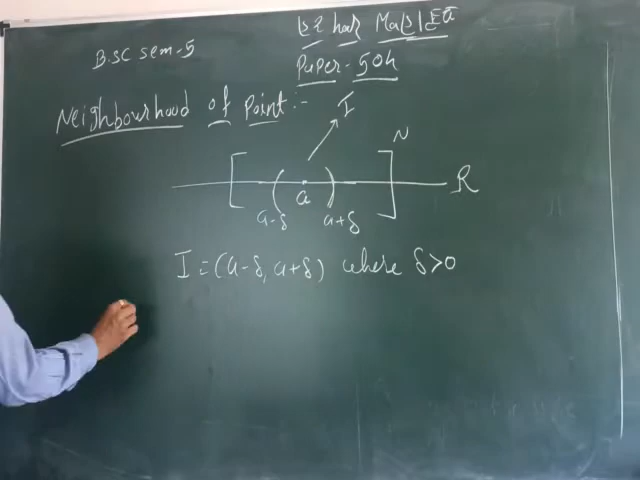 B.Sc sem-5
Paper-504
Neighbourhood of point :-
I
N
[ ( a ) ] R
a-δ a+δ
I = (a-δ, a+δ) where δ>0